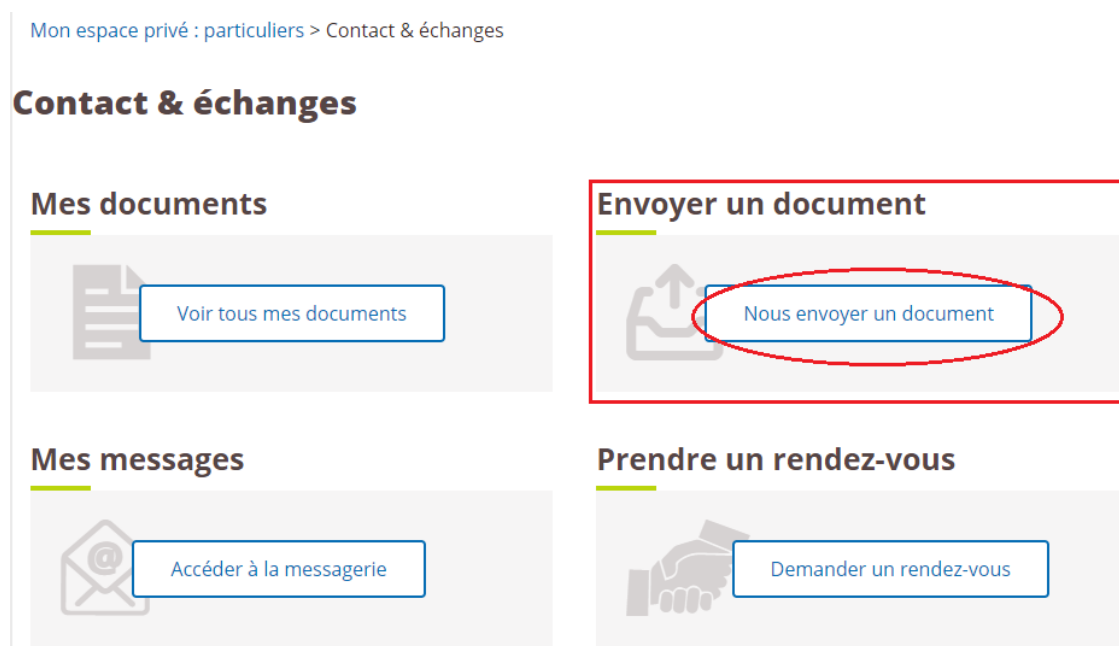 Mon espace privé : particuliers > Contact & échanges
Contact & échanges
Mes documents
Voir tous mes documents
Envoyer un document
Nous envoyer un document
Mes messages
@
Accéder à la messagerie
Prendre un rendez-vous
Demander un rendez-vous